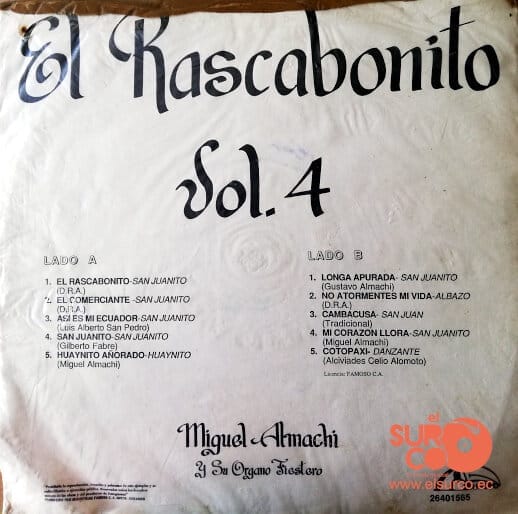 El Rascabonito
Vol. 4
LADO A
1. EL RASCABONITO-SAN JUANITO
(D.R.A.)
2. EL COMERCIANTE -SAN JUANITO
(D.R.A.)
3. ASI ES MI ECUADOR-SAN JUANITO
(Luis Alberto San Pedro)
4. SAN JUANITO-SAN JUANITO
(Gilberto Fabre)
5. HUAYNITO AÑORADO-HUAYNITO
(Miguel Almachi)
LADO B
1. LONGA APURADA- SAN JUANITO
(Gustavo Almachi)
2. NO ATORMENTES MI VIDA-ALBAZO
(D.R.A.)
3. CAMBACUSA- SAN JUAN
(Tradicional)
4. MI CORAZON LLORA-SAN JUANITO
(Miguel Almachi)
5. COTOPAXI- DANZANTE
(Alciviades Celio Alomoto)
Licencia: FAMOSO C.A.
Miguel Almachi
Y Su Organo Fiestero
el
SURCO
www.elsurco.ec
26401565